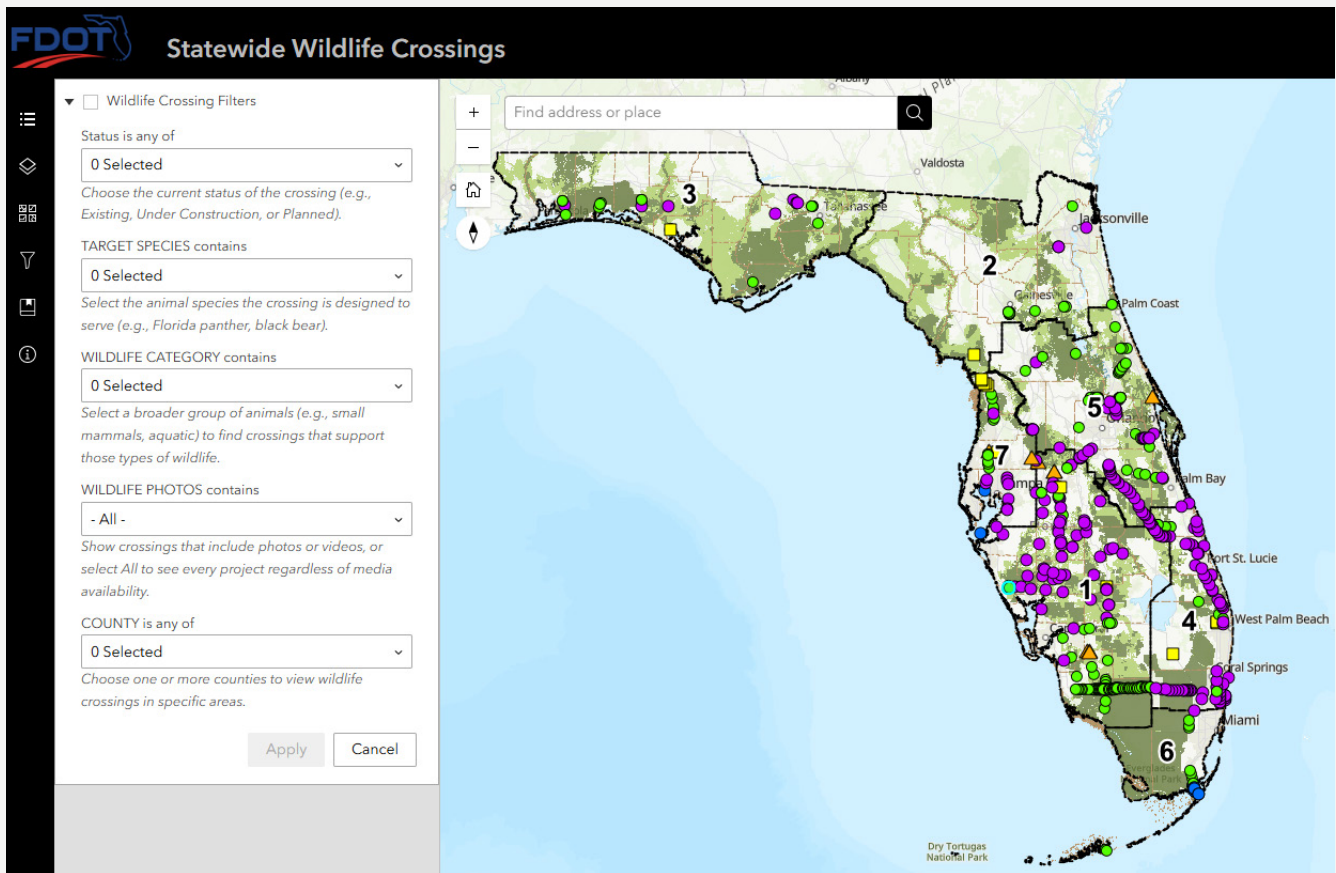 FDOT
Statewide Wildlife Crossings
Wildlife Crossing Filters
Status is any of
0 Selected
Choose the current status of the crossing (e.g.,
Existing, Under Construction, or Planned).
TARGET SPECIES contains
0 Selected
Select the animal species the crossing is designed to
serve (e.g., Florida panther, black bear).
WILDLIFE CATEGORY contains
0 Selected
Select a broader group of animals (e.g., small
mammals, aquatic) to find crossings that support
those types of wildlife.
WILDLIFE PHOTOS contains
- All -
Show crossings that include photos or videos, or
select All to see every project regardless of media
availability.
COUNTY is any of
0 Selected
Choose one or more counties to view wildlife
crossings in specific areas.
Apply
Cancel
+
−
Find address or place
Albany
Valdosta
3
Jacksonville
2
Palm Coast
5
7
Palm Bay
Fort St. Lucie
1
4
West Palm Beach
Coral Springs
Miami
6
Everglades
National Park
Dry Tortugas
National Park